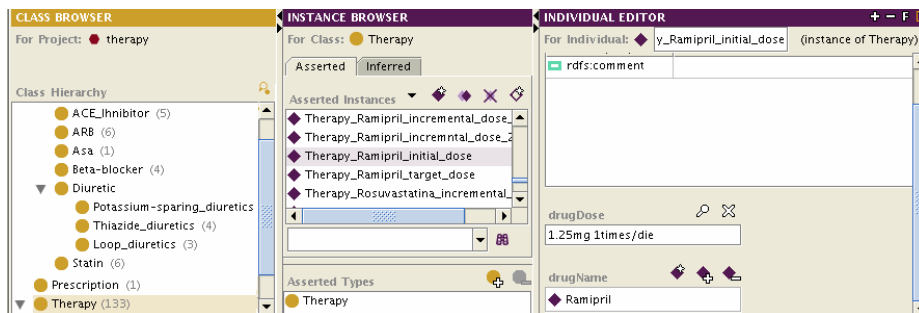 CLASS BROWSER
For Project: therapy
Class Hierarchy
ACE_Ihnibitor (5)
ARB (6)
Asa (1)
Beta-blocker (4)
Diuretic
Potassium-sparing_diuretics
Thiazide_diuretics (4)
Loop_diuretics (3)
Statin (6)
Prescription (1)
Therapy (133)
INSTANCE BROWSER
For Class: Therapy
Asserted Inferred
Asserted Instances
Therapy_Ramipril_incremental_dose_
Therapy_Ramipril_incremntal_dose_2
Therapy_Ramipril_initial_dose
Therapy_Ramipril_target_dose
Therapy_Rosuvastatina_incremental_
Asserted Types
Therapy
INDIVIDUAL EDITOR + - F
For Individual: y_Ramipril_initial_dose (instance of Therapy)
rdfs:comment
drugDose
1.25mg 1times/die
drugName
Ramipril